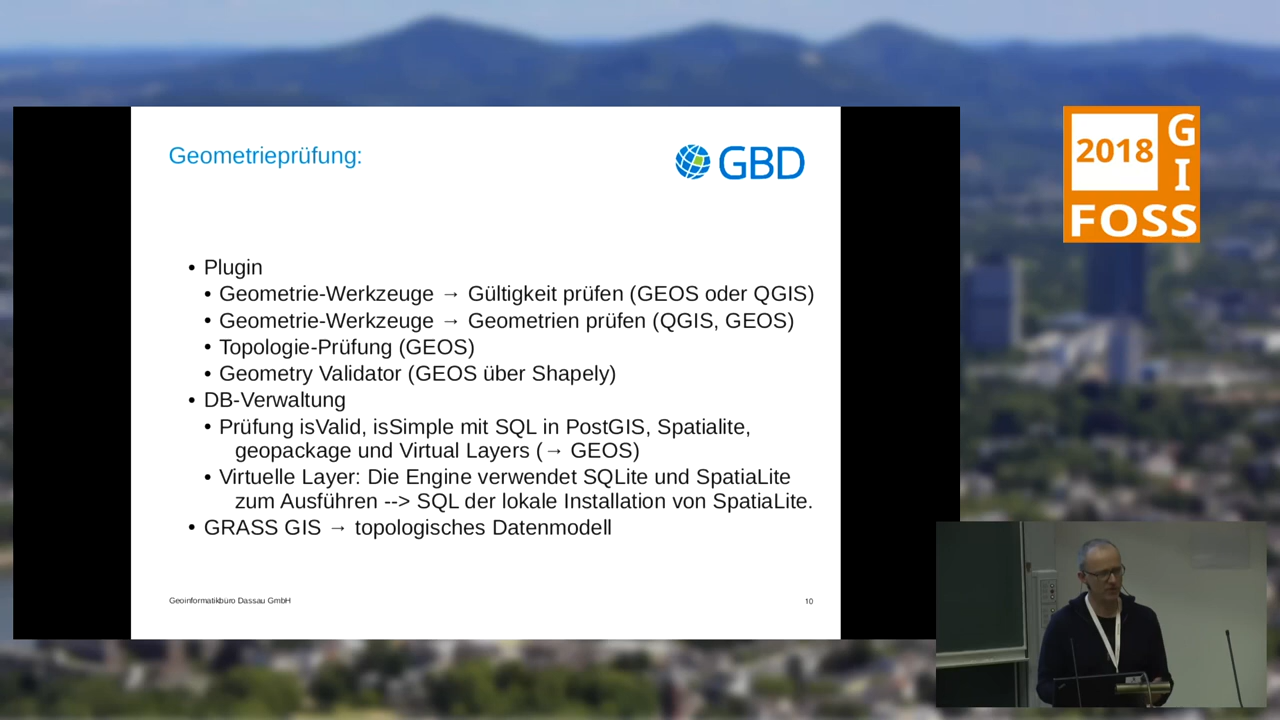 Geometrieprüfung:
GBD
• Plugin
• Geometrie-Werkzeuge → Gültigkeit prüfen (GEOS oder QGIS)
• Geometrie-Werkzeuge → Geometrien prüfen (QGIS, GEOS)
• Topologie-Prüfung (GEOS)
• Geometry Validator (GEOS über Shapely)
• DB-Verwaltung
• Prüfung isValid, isSimple mit SQL in PostGIS, Spatialite,
geopackage und Virtual Layers (→ GEOS)
• Virtuelle Layer: Die Engine verwendet SQLite und SpatiaLite
zum Ausführen --> SQL der lokale Installation von SpatiaLite.
• GRASS GIS → topologisches Datenmodell
Geoinformatikbüro Dassau GmbH
10
2018
GI
FOSS